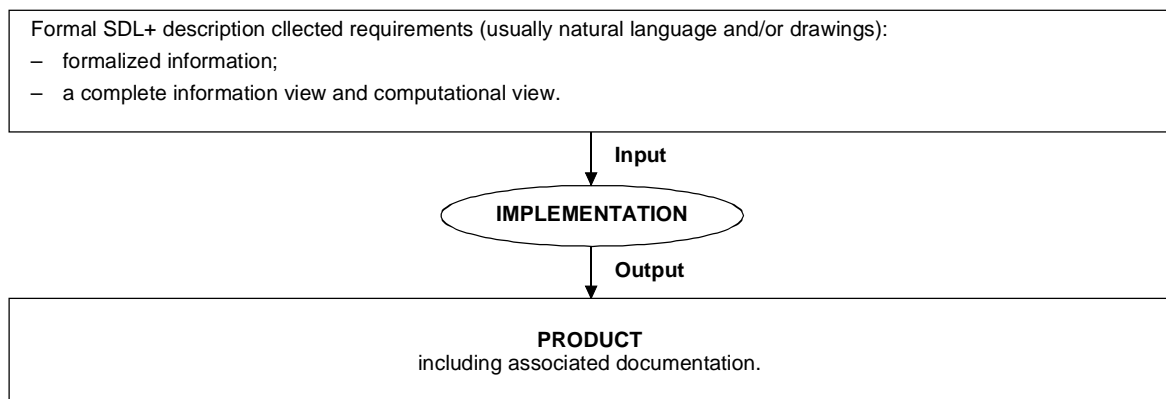 Formal SDL+ description cllected requirements (usually natural language and/or drawings):
– formalized information;
– a complete information view and computational view.
Input
IMPLEMENTATION
Output
PRODUCT
including associated documentation.